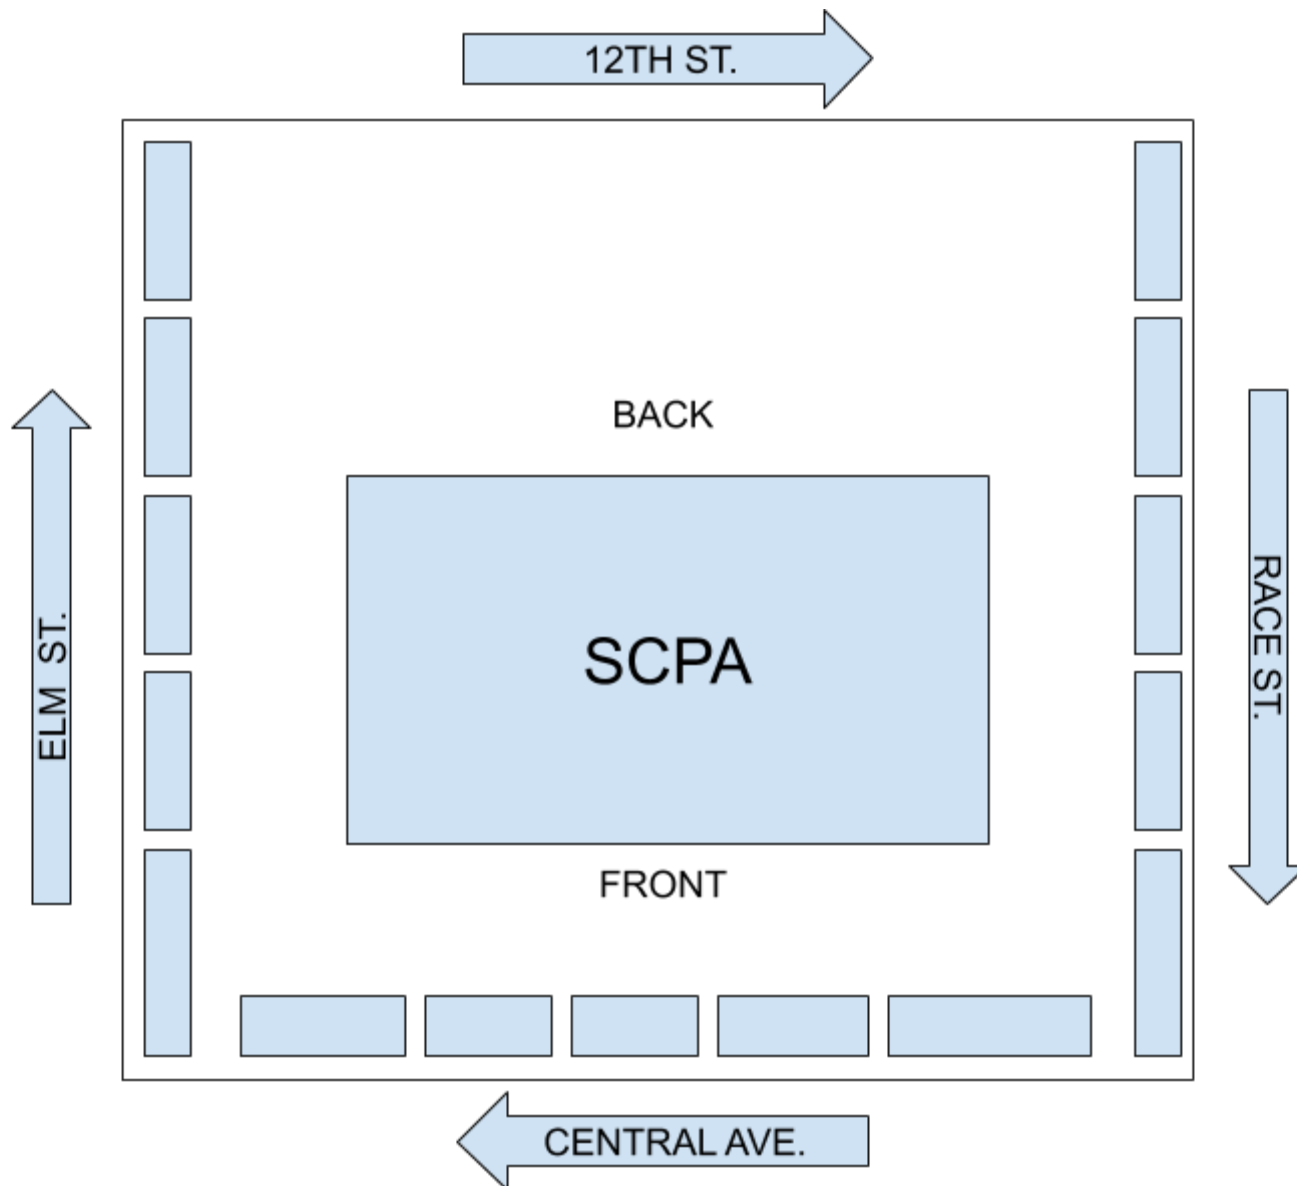 12TH ST.
BACK
ELM  ST.
SCPA
RACE ST.
FRONT
CENTRAL AVE.